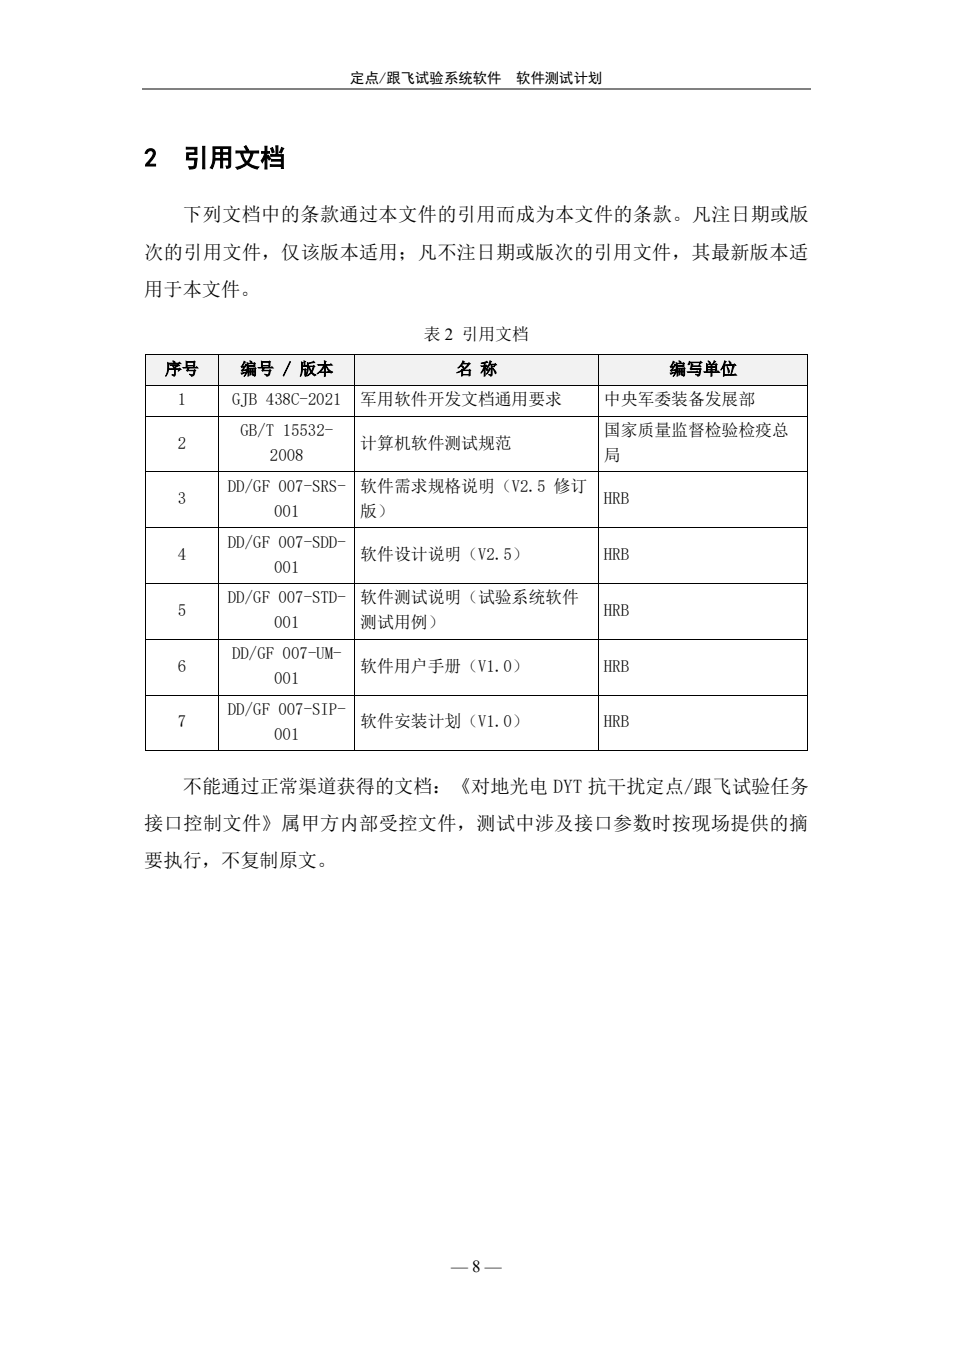 定点/跟飞试验系统软件　软件测试计划
2　引用文档
下列文档中的条款通过本文件的引用而成为本文件的条款。凡注日期或版
次的引用文件，仅该版本适用；凡不注日期或版次的引用文件，其最新版本适
用于本文件。
表 2 引用文档
序号 编号 / 版本 名 称 编写单位
1 GJB 438C-2021 军用软件开发文档通用要求 中央军委装备发展部
2 GB/T 15532-2008 计算机软件测试规范 国家质量监督检验检疫总局
3 DD/GF 007-SRS-001 软件需求规格说明（V2.5 修订版） HRB
4 DD/GF 007-SDD-001 软件设计说明（V2.5） HRB
5 DD/GF 007-STD-001 软件测试说明（试验系统软件测试用例） HRB
6 DD/GF 007-UM-001 软件用户手册（V1.0） HRB
7 DD/GF 007-SIP-001 软件安装计划（V1.0） HRB
不能通过正常渠道获得的文档：《对地光电 DYT 抗干扰定点/跟飞试验任务
接口控制文件》属甲方内部受控文件，测试中涉及接口参数时按现场提供的摘
要执行，不复制原文。
— 8 —